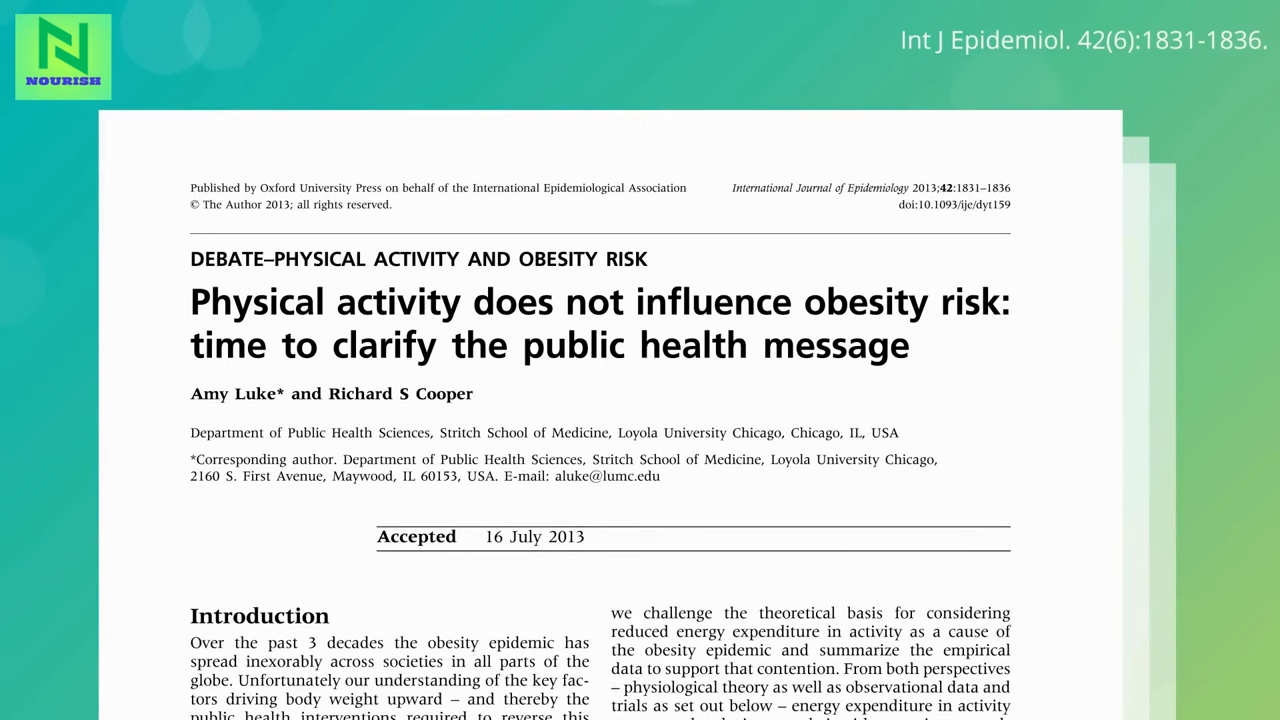 NOURISH
Int J Epidemiol. 42(6):1831-1836.
Published by Oxford University Press on behalf of the International Epidemiological Association
© The Author 2013; all rights reserved.
International Journal of Epidemiology 2013;42:1831–1836
doi:10.1093/ije/dyt159
DEBATE–PHYSICAL ACTIVITY AND OBESITY RISK
Physical activity does not influence obesity risk:
time to clarify the public health message
Amy Luke* and Richard S Cooper
Department of Public Health Sciences, Stritch School of Medicine, Loyola University Chicago, Chicago, IL, USA
*Corresponding author. Department of Public Health Sciences, Stritch School of Medicine, Loyola University Chicago,
2160 S. First Avenue, Maywood, IL 60153, USA. E-mail: aluke@lumc.edu
Accepted 16 July 2013
Introduction
Over the past 3 decades the obesity epidemic has
spread inexorably across societies in all parts of the
globe. Unfortunately our understanding of the key fac-
tors driving body weight upward – and thereby the
public health interventions required to reverse this
we challenge the theoretical basis for considering
reduced energy expenditure in activity as a cause of
the obesity epidemic and summarize the empirical
data to support that contention. From both perspectives
– physiological theory as well as observational data and
trials as set out below – energy expenditure in activity